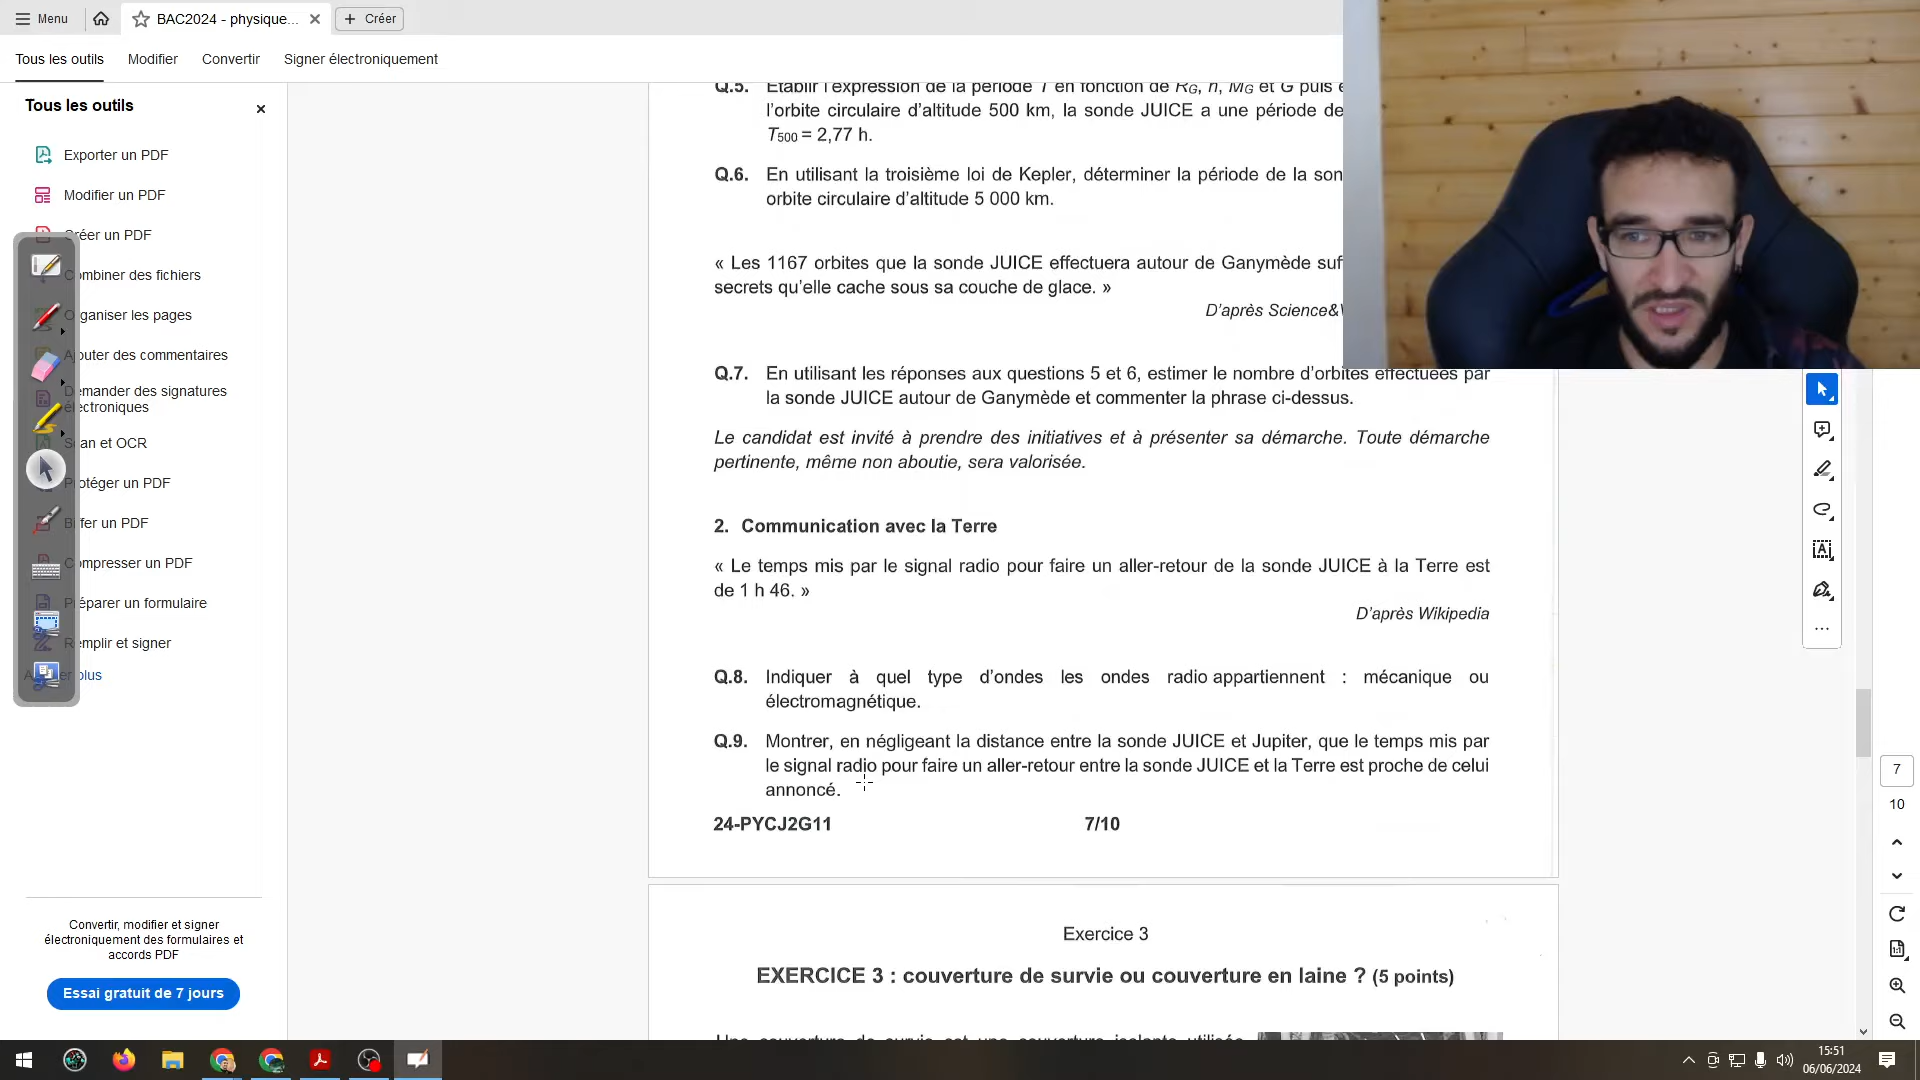 Menu
BAC2024 - physique...
Créer
Tous les outils
Modifier
Convertir
Signer électroniquement
Tous les outils
Exporter un PDF
Modifier un PDF
Créer un PDF
Combiner des fichiers
Organiser les pages
Ajouter des commentaires
Demander des signatures
électroniques
Scan et OCR
Protéger un PDF
Biffer un PDF
Compresser un PDF
Préparer un formulaire
Remplir et signer
plus
Convertir, modifier et signer
électroniquement des formulaires et
accords PDF
Essai gratuit de 7 jours
Q.5. Établir l'expression de la période T en fonction de RG, h, MG et G puis
l'orbite circulaire d'altitude 500 km, la sonde JUICE a une période de
T500 = 2,77 h.
Q.6. En utilisant la troisième loi de Kepler, déterminer la période de la son
orbite circulaire d'altitude 5 000 km.
« Les 1167 orbites que la sonde JUICE effectuera autour de Ganymède suf
secrets qu'elle cache sous sa couche de glace. »
D'après Science&V
Q.7. En utilisant les réponses aux questions 5 et 6, estimer le nombre d'orbites effectuées par
la sonde JUICE autour de Ganymède et commenter la phrase ci-dessus.
Le candidat est invité à prendre des initiatives et à présenter sa démarche. Toute démarche
pertinente, même non aboutie, sera valorisée.
2. Communication avec la Terre
« Le temps mis par le signal radio pour faire un aller-retour de la sonde JUICE à la Terre est
de 1 h 46. »
D'après Wikipedia
Q.8. Indiquer à quel type d'ondes les ondes radio appartiennent : mécanique ou
électromagnétique.
Q.9. Montrer, en négligeant la distance entre la sonde JUICE et Jupiter, que le temps mis par
le signal radio pour faire un aller-retour entre la sonde JUICE et la Terre est proche de celui
annoncé.
24-PYCJ2G11 7/10
Exercice 3
EXERCICE 3 : couverture de survie ou couverture en laine ? (5 points)
Une couverture de survie est une couverture isolante utilisée
7
10
15:51
06/06/2024